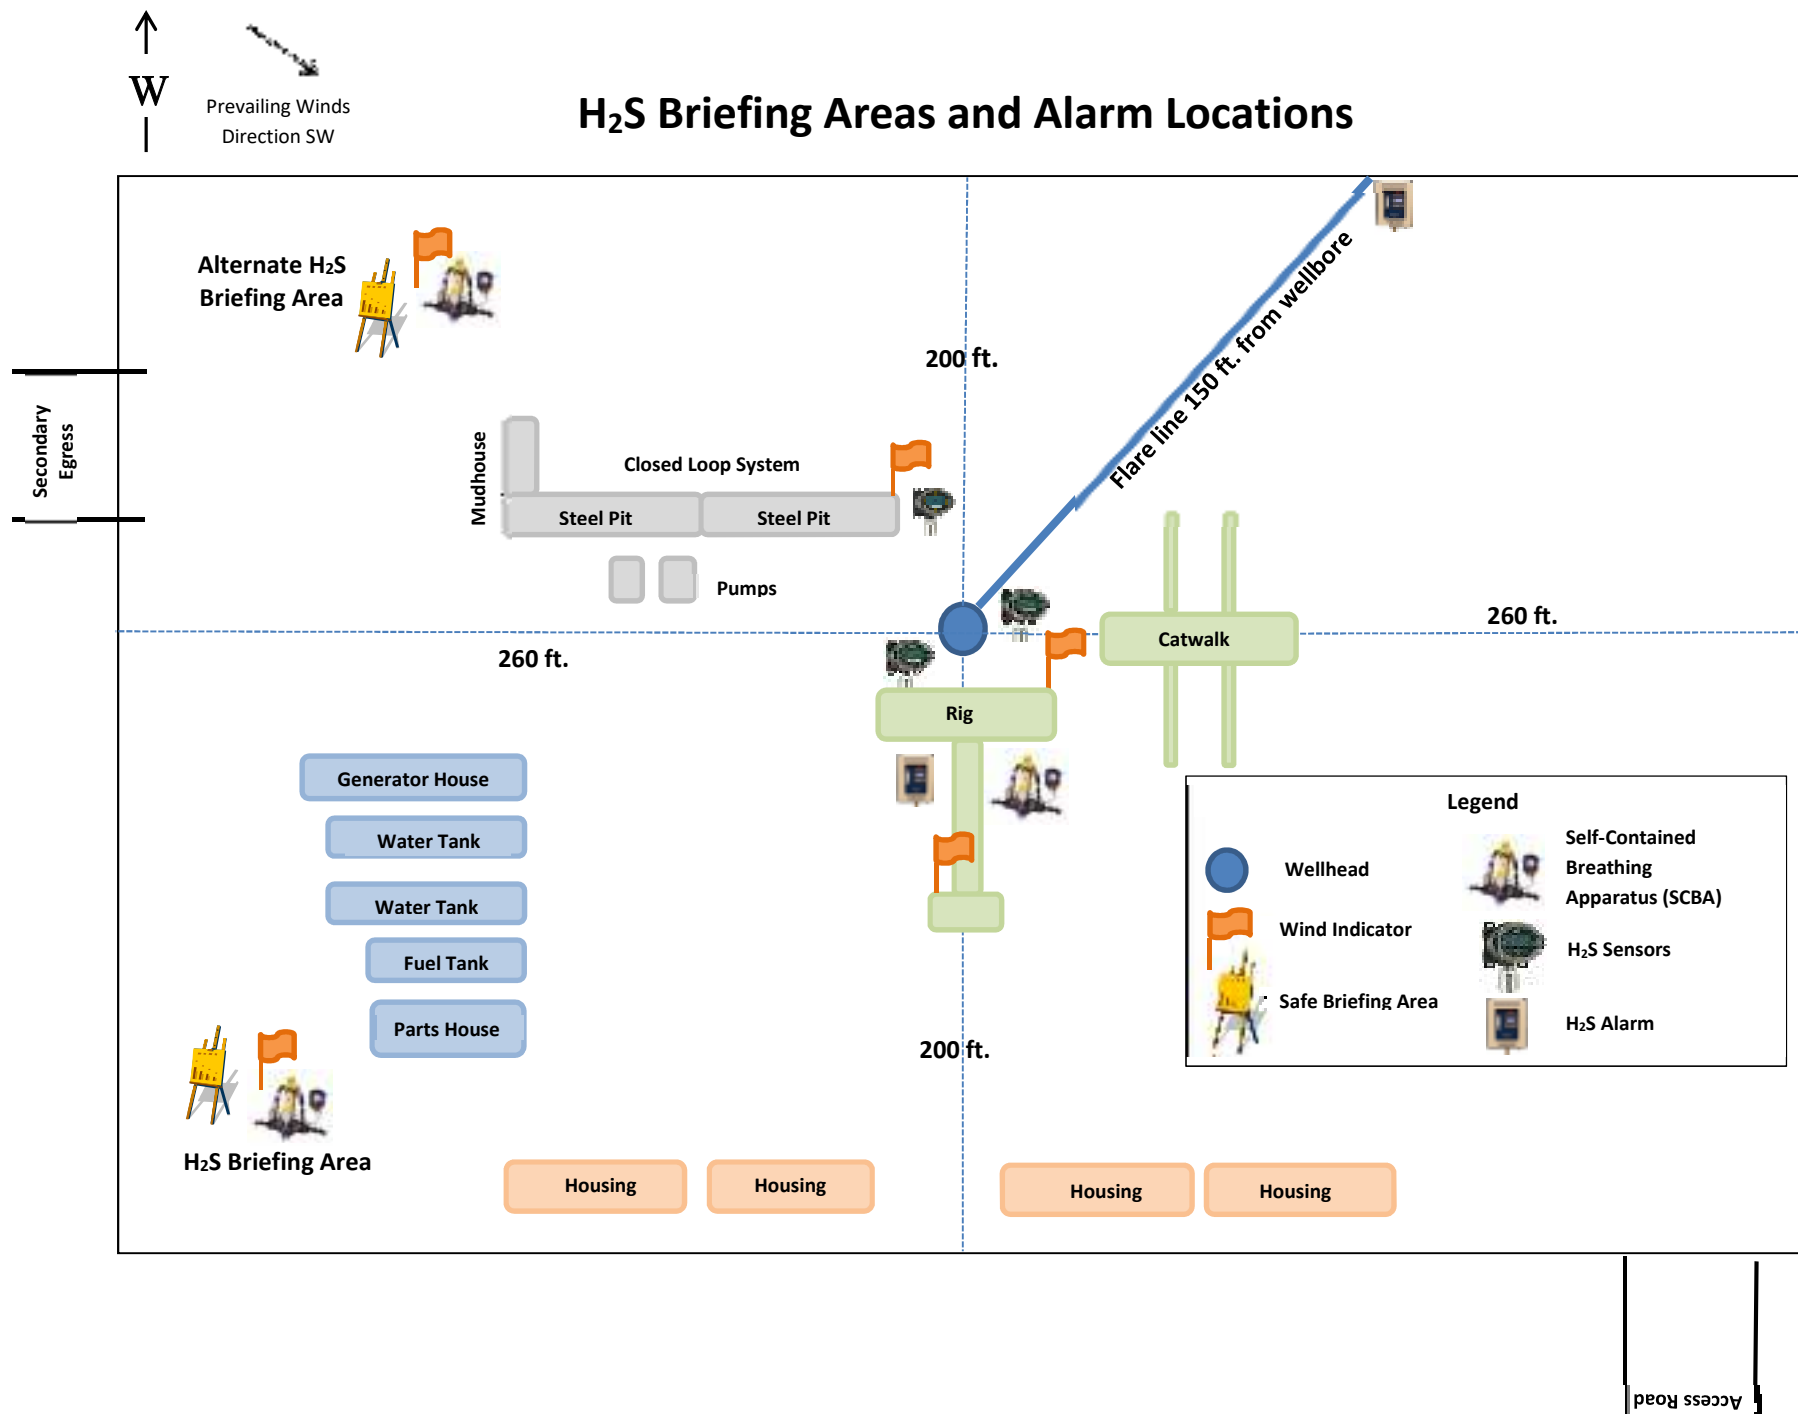 W
Prevailing Winds
Direction SW
H₂S Briefing Areas and Alarm Locations
Alternate H₂S
Briefing Area
200 ft.
Flare line 150 ft. from wellbore
Secondary
Egress
Mudhouse
Closed Loop System
Steel Pit
Steel Pit
Pumps
260 ft.
Catwalk
260 ft.
Rig
Generator House
Water Tank
Water Tank
Fuel Tank
Parts House
Legend
Wellhead
Wind Indicator
Safe Briefing Area
Self-Contained
Breathing
Apparatus (SCBA)
H₂S Sensors
H₂S Alarm
200 ft.
H₂S Briefing Area
Housing
Housing
Housing
Housing
Access Road